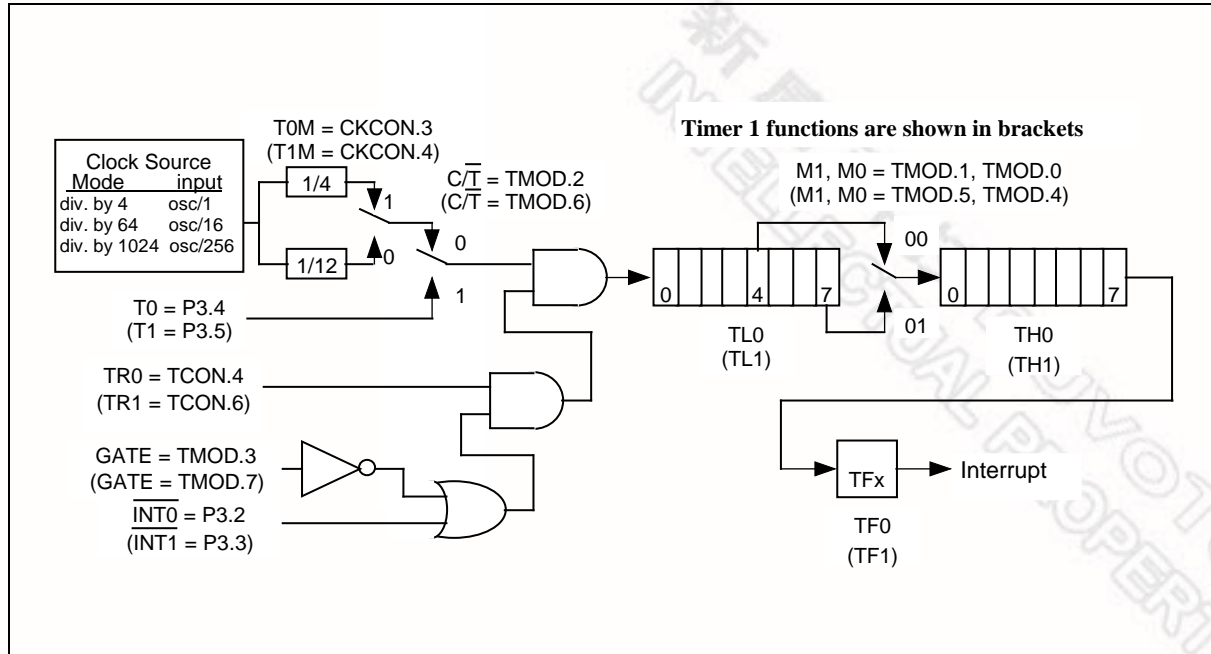 Timer 1 functions are shown in brackets
T0M = CKCON.3
(T1M = CKCON.4)
Clock Source
Mode input
div. by 4 osc/1
div. by 64 osc/16
div. by 1024 osc/256
1/4
1/12
1
0
C/T̅ = TMOD.2
(C/T̅ = TMOD.6)
0
1
M1, M0 = TMOD.1, TMOD.0
(M1, M0 = TMOD.5, TMOD.4)
00
01
0 4 7
0 7
TL0
(TL1)
TH0
(TH1)
T0 = P3.4
(T1 = P3.5)
TR0 = TCON.4
(TR1 = TCON.6)
GATE = TMOD.3
(GATE = TMOD.7)
I̅N̅T̅0̅ = P3.2
(I̅N̅T̅1̅ = P3.3)
TFx
Interrupt
TF0
(TF1)